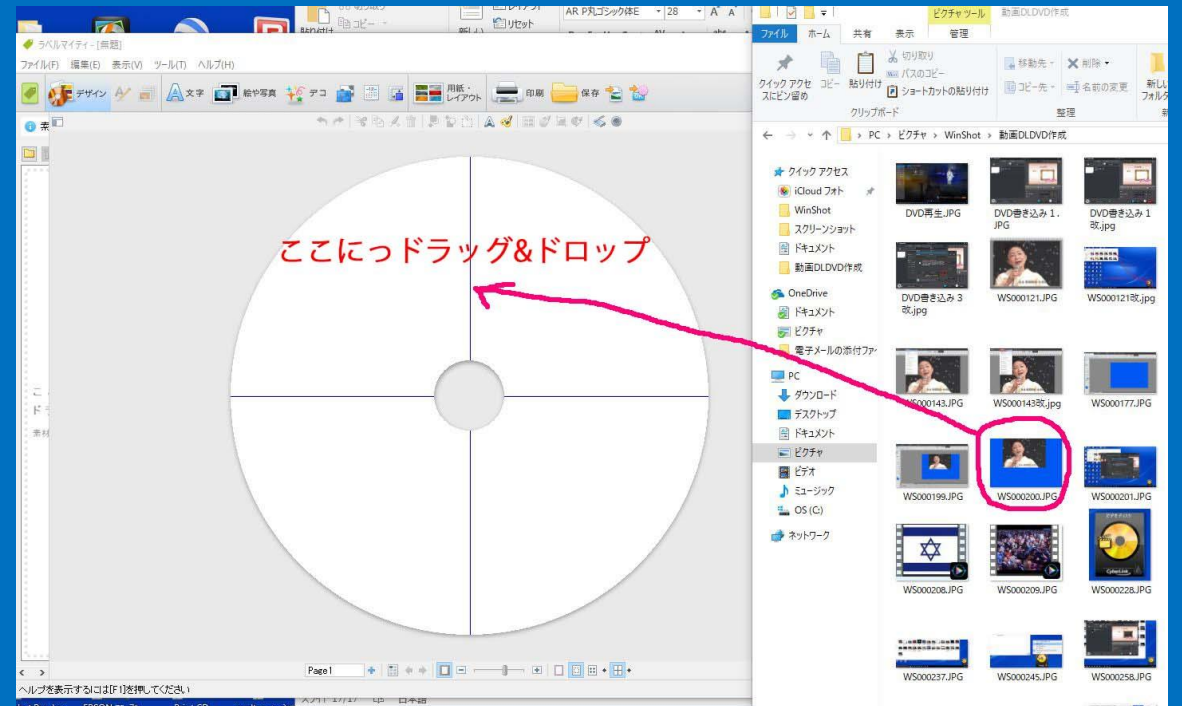 AR P丸ゴシック体E 28
リセット
ラベルマイティ - [無題]
ファイル(F) 編集(E) 表示(V) ツール(T) ヘルプ(H)
デザイン 文字 絵や写真 デコ 用紙・レイアウト 印刷 保存
ここにっドラッグ&ドロップ
Page1
ヘルプを表示するには[F1]を押してください
ピクチャ ツール 動画DLDVD作成
ファイル ホーム 共有 表示 管理
クイック アクセスにピン留め
コピー
貼り付け
切り取り
パスのコピー
ショートカットの貼り付け
クリップボード
移動先 削除
コピー先 名前の変更
整理
PC > ピクチャ > WinShot > 動画DLDVD作成
クイック アクセス
iCloud フォト
WinShot
スクリーンショット
ドキュメント
動画DLDVD作成
OneDrive
ドキュメント
ピクチャ
電子メールの添付ファ
PC
ダウンロード
デスクトップ
ドキュメント
ピクチャ
ビデオ
ミュージック
OS (C:)
ネットワーク
DVD再生.JPG
DVD書き込み1.JPG
DVD書き込み1改.jpg
DVD書き込み3改.jpg
WS000121.JPG
WS000121改.jpg
WS000143.JPG
WS000143改.jpg
WS000177.JPG
WS000199.JPG
WS000200.JPG
WS000201.JPG
WS000208.JPG
WS000209.JPG
WS000228.JPG
WS000237.JPG
WS000245.JPG
WS000258.JPG